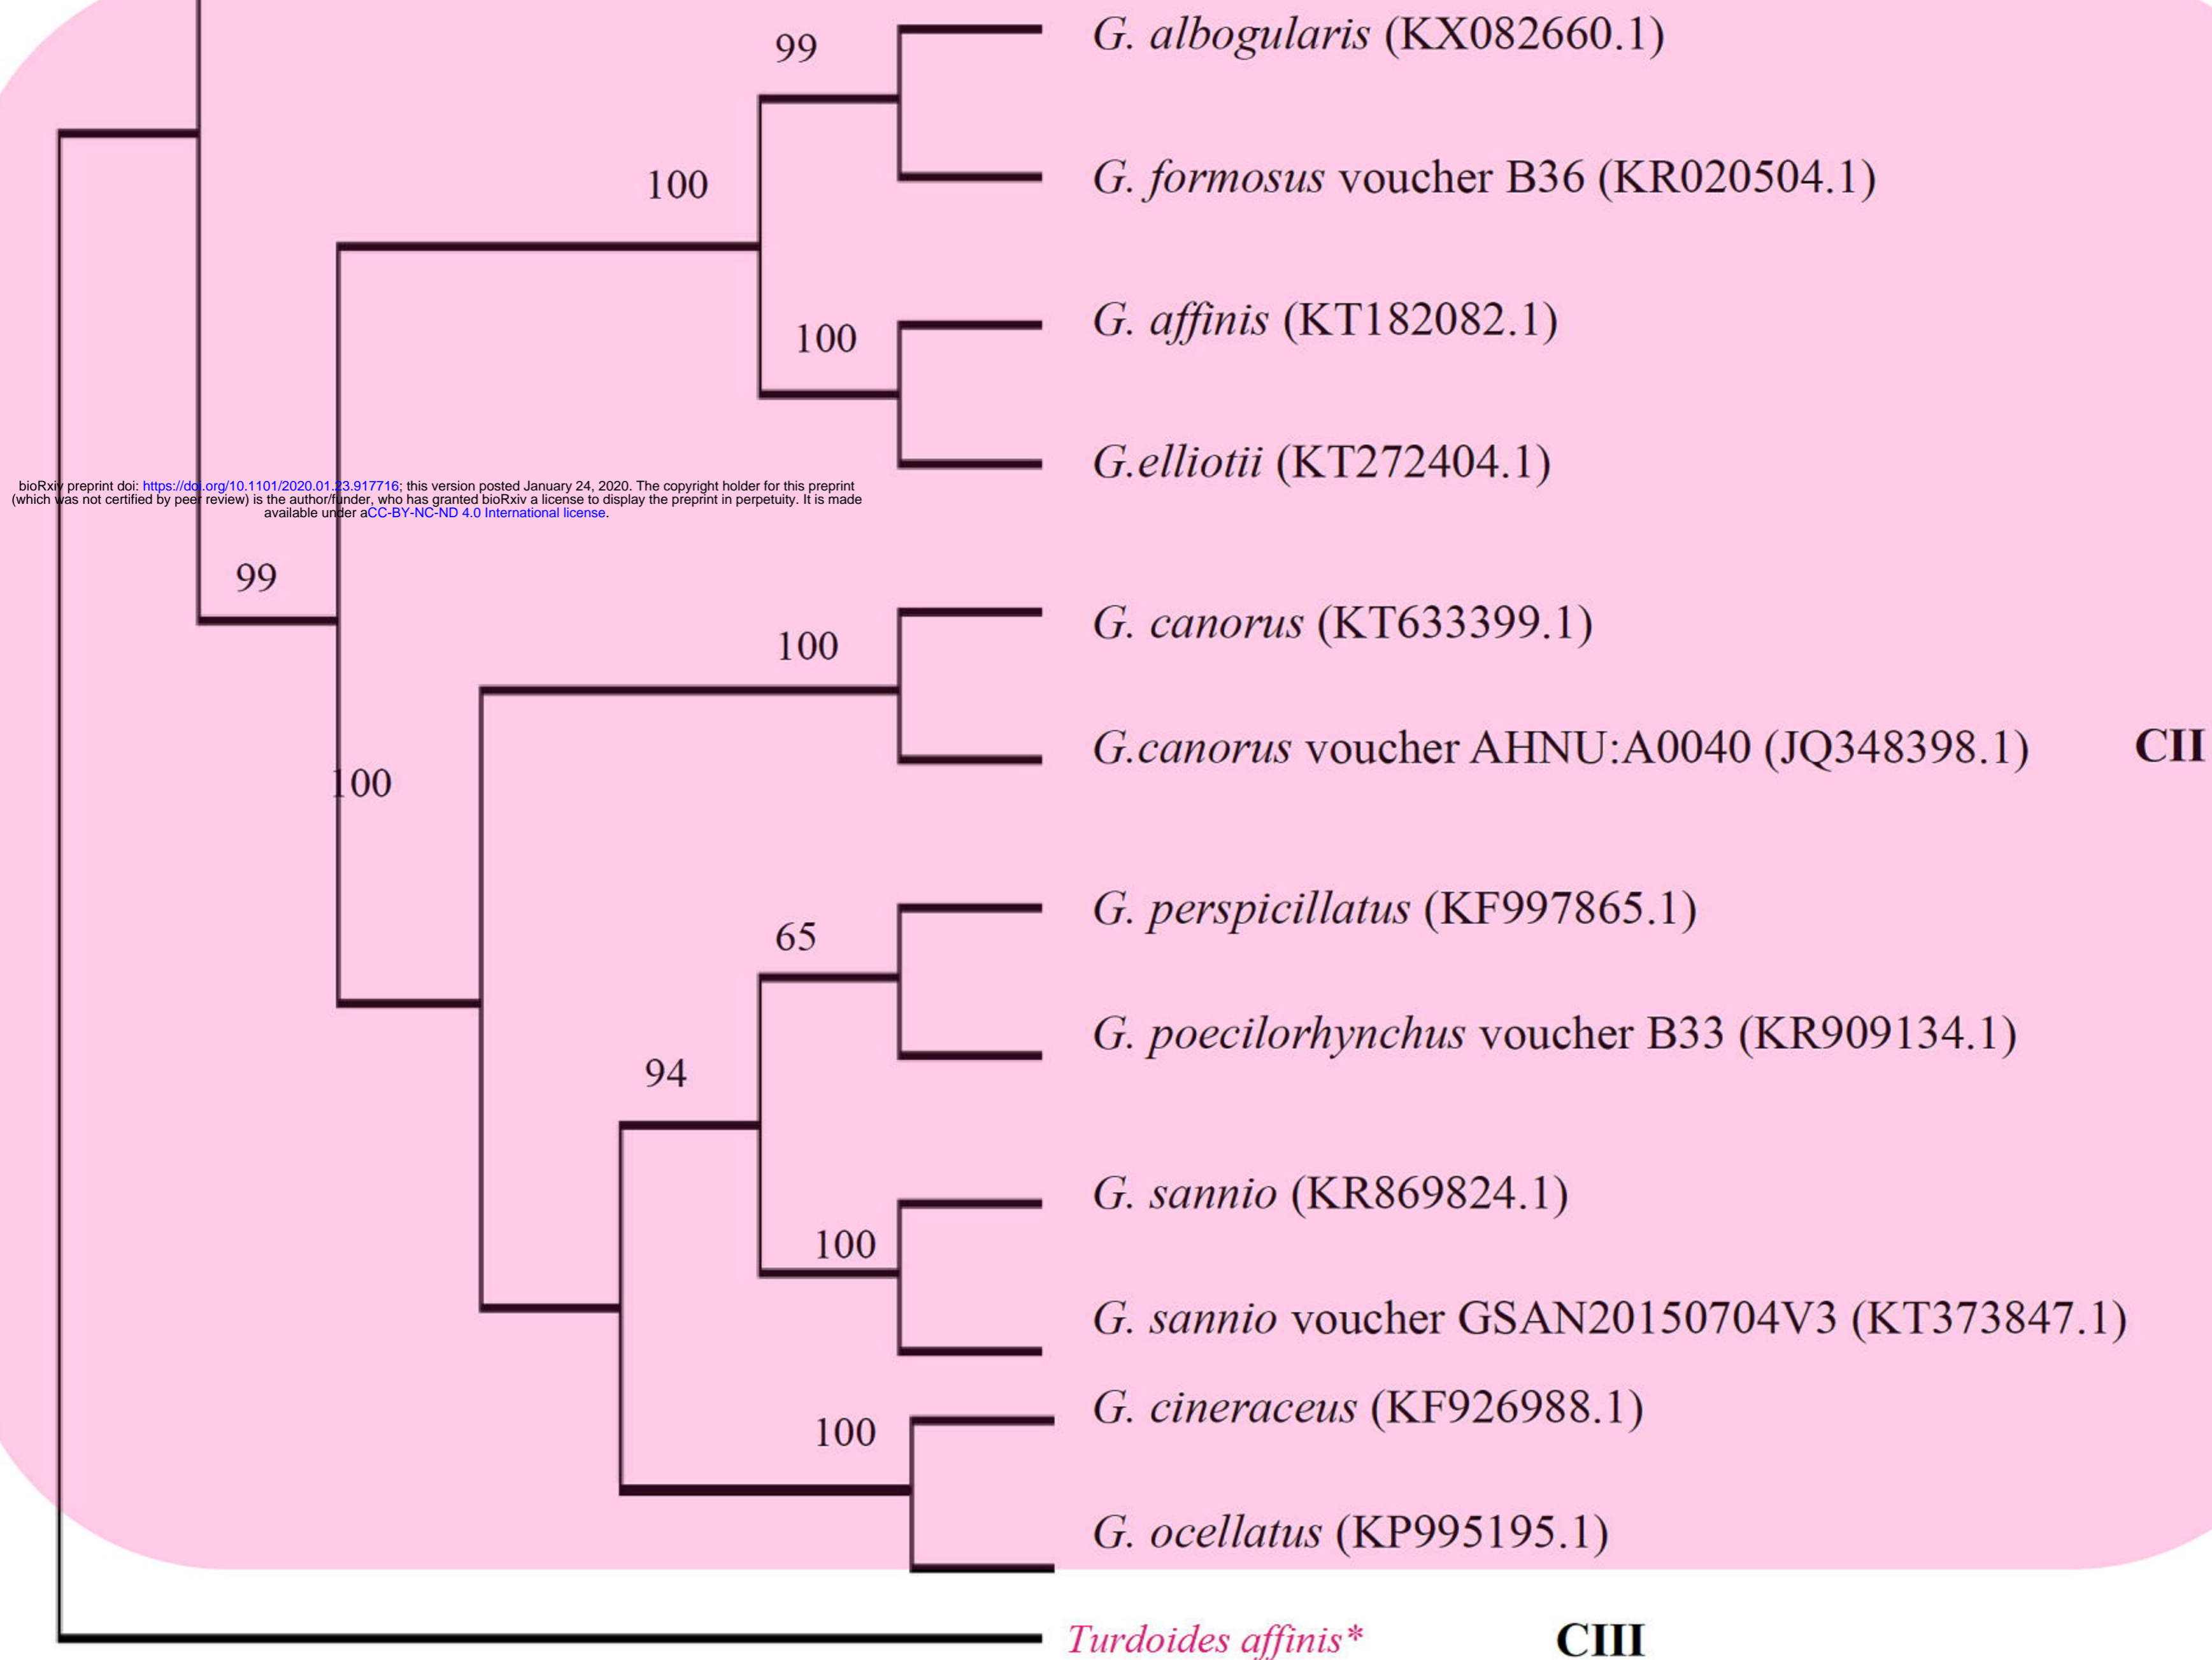 99
G. albogularis (KX082660.1)
100
G. formosus voucher B36 (KR020504.1)
100
G. affinis (KT182082.1)
G.elliotii (KT272404.1)
bioRxiv preprint doi: https://doi.org/10.1101/2020.01.23.917716; this version posted January 24, 2020. The copyright holder for this preprint
(which was not certified by peer review) is the author/funder, who has granted bioRxiv a license to display the preprint in perpetuity. It is made
available under aCC-BY-NC-ND 4.0 International license.
99
100
G. canorus (KT633399.1)
G.canorus voucher AHNU:A0040 (JQ348398.1) CII
100
65
G. perspicillatus (KF997865.1)
94
G. poecilorhynchus voucher B33 (KR909134.1)
G. sannio (KR869824.1)
100
G. sannio voucher GSAN20150704V3 (KT373847.1)
100
G. cineraceus (KF926988.1)
G. ocellatus (KP995195.1)
Turdoides affinis* CIII